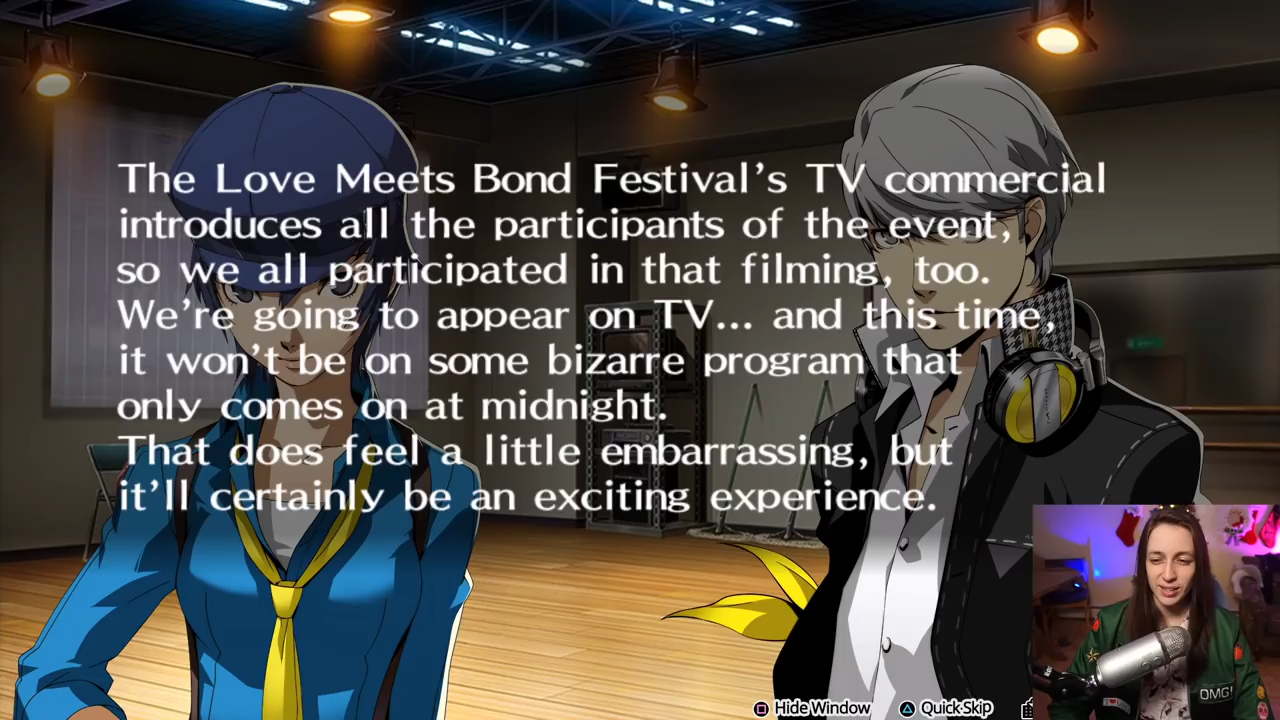 The Love Meets Bond Festival's TV commercial
introduces all the participants of the event,
so we all participated in that filming, too.
We're going to appear on TV... and this time,
it won't be on some bizarre program that
only comes on at midnight.
That does feel a little embarrassing, but
it'll certainly be an exciting experience.
Hide Window
Quick Skip
OMG!